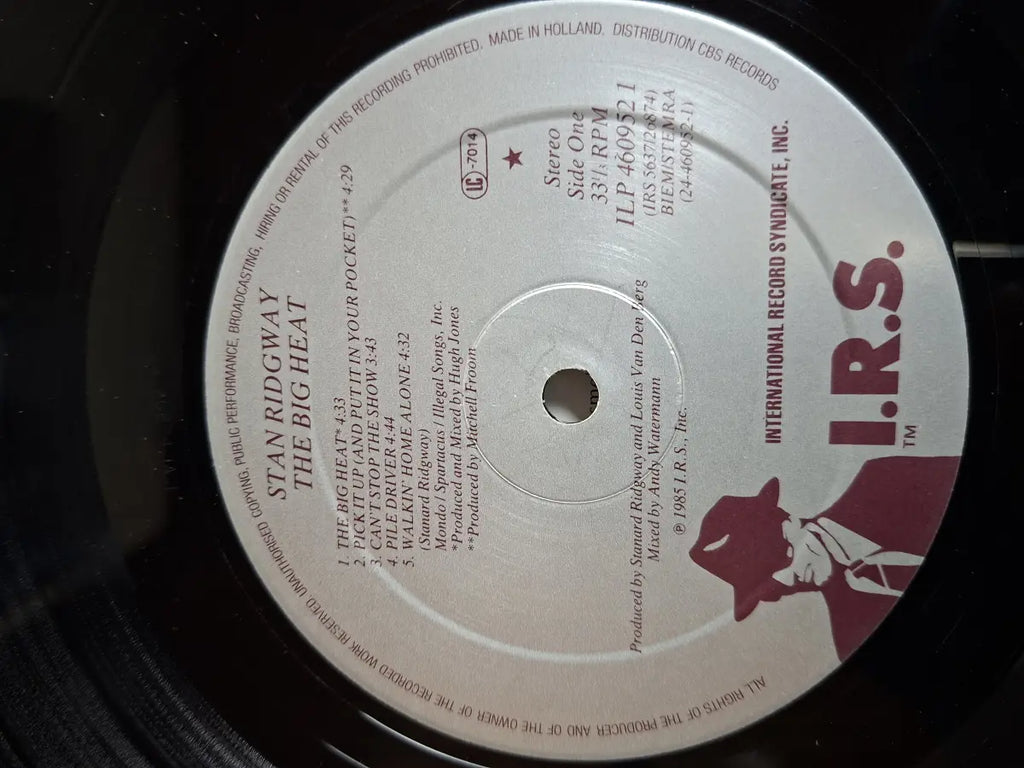 ALL RIGHTS OF THE PRODUCER AND OF THE OWNER OF THE RECORDED WORK RESERVED. UNAUTHORISED COPYING, PUBLIC PERFORMANCE, BROADCASTING, HIRING OR RENTAL OF THIS RECORDING PROHIBITED. MADE IN HOLLAND. DISTRIBUTION CBS RECORDS
STAN RIDGWAY
THE BIG HEAT
1. THE BIG HEAT* 4:33
2. PICK IT UP (AND PUT IT IN YOUR POCKET)** 4:29
3. CAN'T STOP THE SHOW 3:43
4. PILE DRIVER 4.44
5. WALKIN' HOME ALONE 4:32
(Stanard Ridgway)
Mondo / Spartacus / Illegal Songs, Inc.
*Produced and Mixed by Hugh Jones
**Produced by Mitchell Froom
LC-7014
Stereo
Side One
33⅓ RPM
ILP 460952 1
(IRS 5637/26874)
BIEM/STEMRA
(24-460952-1)
Produced by Stanard Ridgway and Louis Van Den Berg
Mixed by Andy Watermann
℗ 1985 I.R.S., Inc.
INTERNATIONAL RECORD SYNDICATE, INC.
I.R.S.
TM